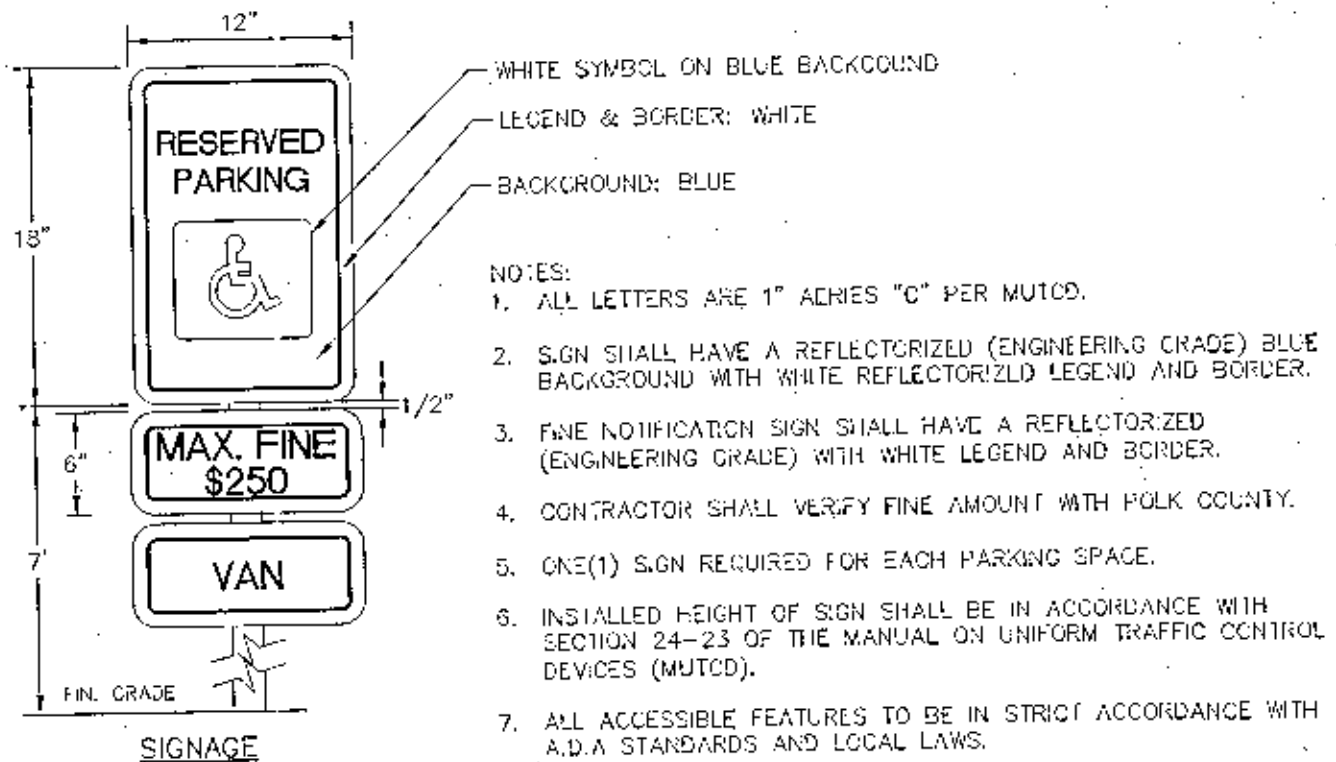 12"
WHITE SYMBOL ON BLUE BACKGOUND
LEGEND & BORDER: WHITE
BACKGROUND: BLUE
RESERVED
PARKING
18"
1/2"
MAX. FINE
$250
6"
7'
VAN
FIN. GRADE
SIGNAGE
NOTES:
1. ALL LETTERS ARE 1" AERIES "C" PER MUTCD.
2. SIGN SHALL HAVE A REFLECTORIZED (ENGINEERING GRADE) BLUE
BACKGROUND WITH WHITE REFLECTORIZED LEGEND AND BORDER.
3. FINE NOTIFICATION SIGN SHALL HAVE A REFLECTORIZED
(ENGINEERING GRADE) WITH WHITE LEGEND AND BORDER.
4. CONTRACTOR SHALL VERIFY FINE AMOUNT WITH POLK COUNTY.
5. ONE(1) SIGN REQUIRED FOR EACH PARKING SPACE.
6. INSTALLED HEIGHT OF SIGN SHALL BE IN ACCORDANCE WITH
SECTION 24-23 OF THE MANUAL ON UNIFORM TRAFFIC CONTROL
DEVICES (MUTCD).
7. ALL ACCESSIBLE FEATURES TO BE IN STRICT ACCORDANCE WITH
A.D.A STANDARDS AND LOCAL LAWS.